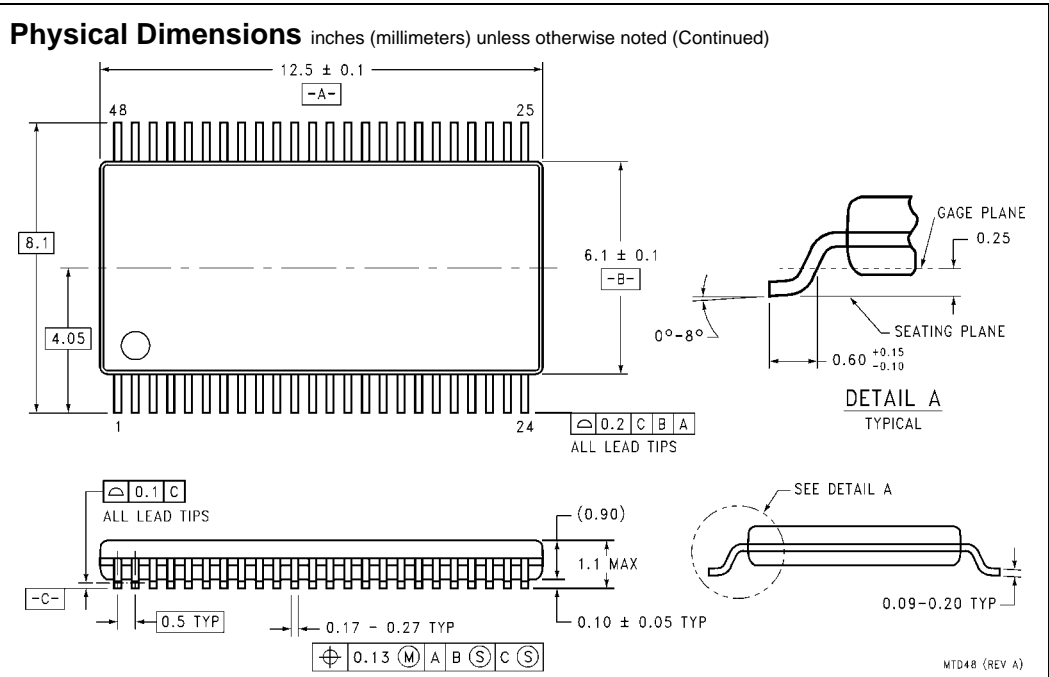 Physical Dimensions inches (millimeters) unless otherwise noted (Continued)
12.5 ± 0.1
-A-
48
25
8.1
4.05
6.1 ± 0.1
-B-
1
24
⌓ 0.2 C B A
ALL LEAD TIPS
GAGE PLANE
0.25
0°-8°
SEATING PLANE
0.60 +0.15 -0.10
DETAIL A
TYPICAL
⌓ 0.1 C
ALL LEAD TIPS
(0.90)
1.1 MAX
-C-
0.5 TYP
0.17 - 0.27 TYP
0.10 ± 0.05 TYP
⌖ 0.13 Ⓜ A B Ⓢ C Ⓢ
SEE DETAIL A
0.09-0.20 TYP
MTD48 (REV A)